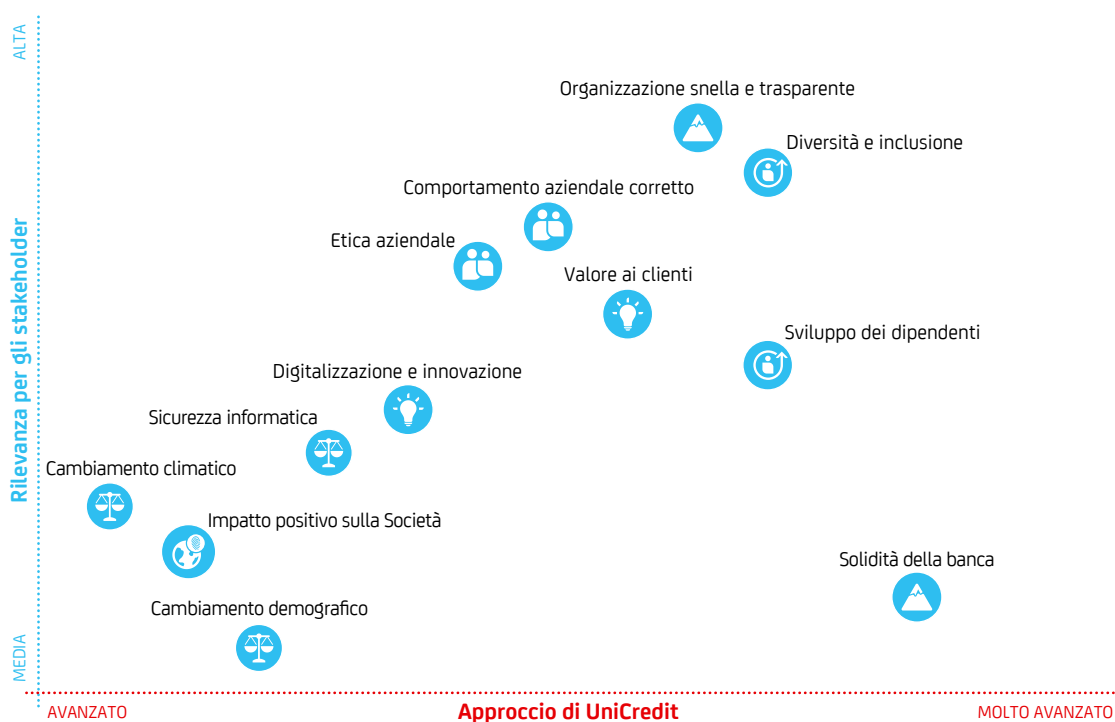 ALTA
Organizzazione snella e trasparente
Diversità e inclusione
Comportamento aziendale corretto
Etica aziendale
Valore ai clienti
Rilevanza per gli stakeholder
Sviluppo dei dipendenti
Digitalizzazione e innovazione
Sicurezza informatica
Cambiamento climatico
Impatto positivo sulla Società
Solidità della banca
Cambiamento demografico
MEDIA
AVANZATO
Approccio di UniCredit
MOLTO AVANZATO